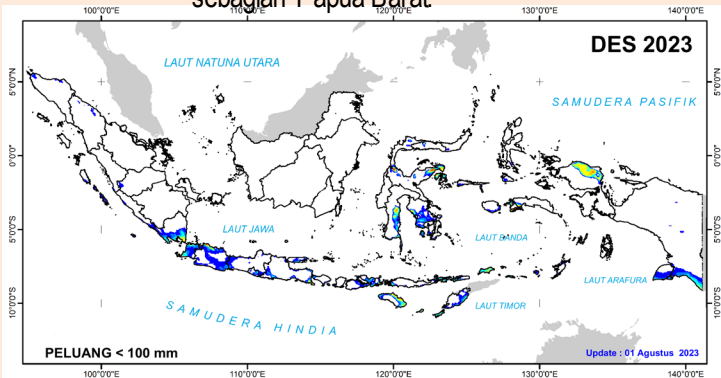 sebagian Papua Barat
100°0'0"E 110°0'0"E 120°0'0"E 130°0'0"E 140°0'0"E
DES 2023
LAUT NATUNA UTARA
5°0'0"N 5°0'0"N
SAMUDERA PASIFIK
0°0'0" 0°0'0"
LAUT JAWA
LAUT BANDA
5°0'0"S 5°0'0"S
LAUT ARAFURA
SAMUDERA HINDIA
LAUT TIMOR
10°0'0"S 10°0'0"S
PELUANG < 100 mm
Update : 01 Agustus 2023
100°0'0"E 110°0'0"E 120°0'0"E 130°0'0"E 140°0'0"E